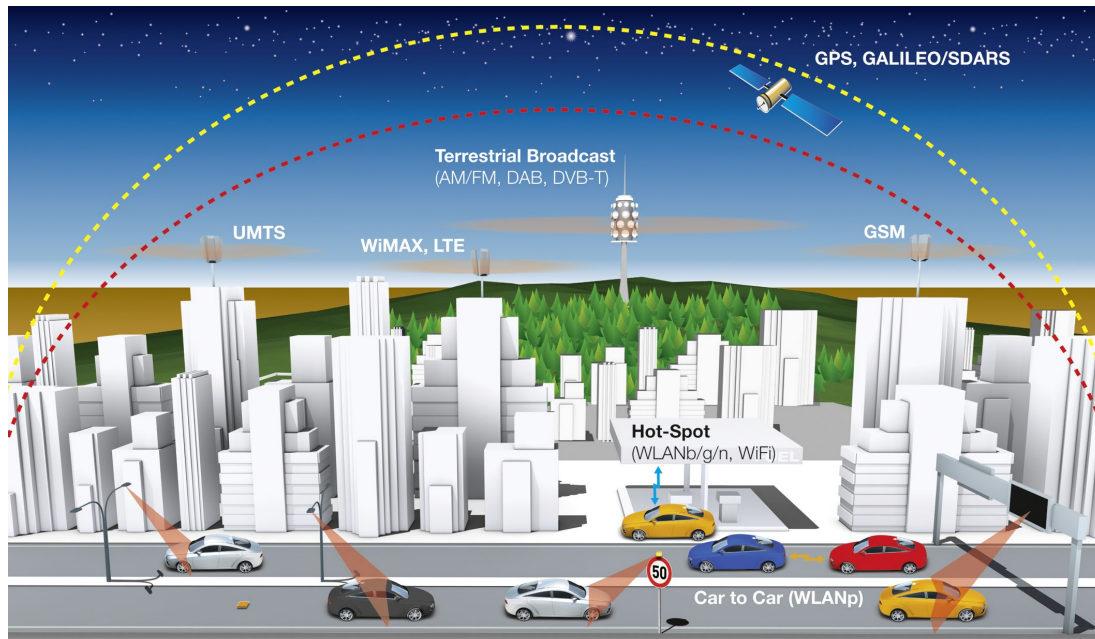 GPS, GALILEO/SDARS
Terrestrial Broadcast
(AM/FM, DAB, DVB-T)
UMTS
WiMAX, LTE
GSM
Hot-Spot
(WLANb/g/n, WiFi)
EL
50
Car to Car (WLANp)